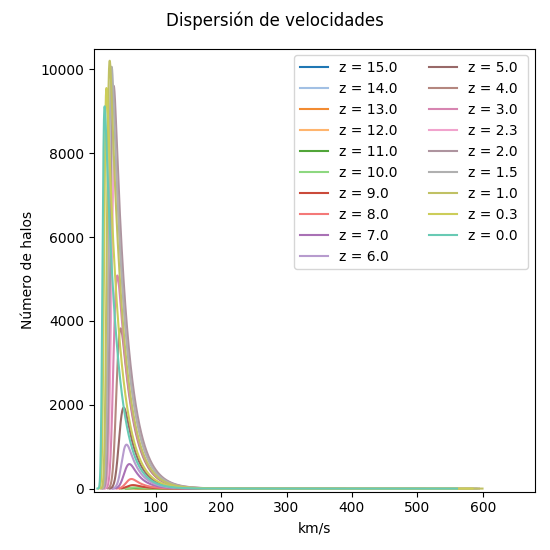 Dispersión de velocidades
Número de halos
10000
8000
6000
4000
2000
0
100
200
300
400
500
600
km/s
z = 15.0
z = 14.0
z = 13.0
z = 12.0
z = 11.0
z = 10.0
z = 9.0
z = 8.0
z = 7.0
z = 6.0
z = 5.0
z = 4.0
z = 3.0
z = 2.3
z = 2.0
z = 1.5
z = 1.0
z = 0.3
z = 0.0